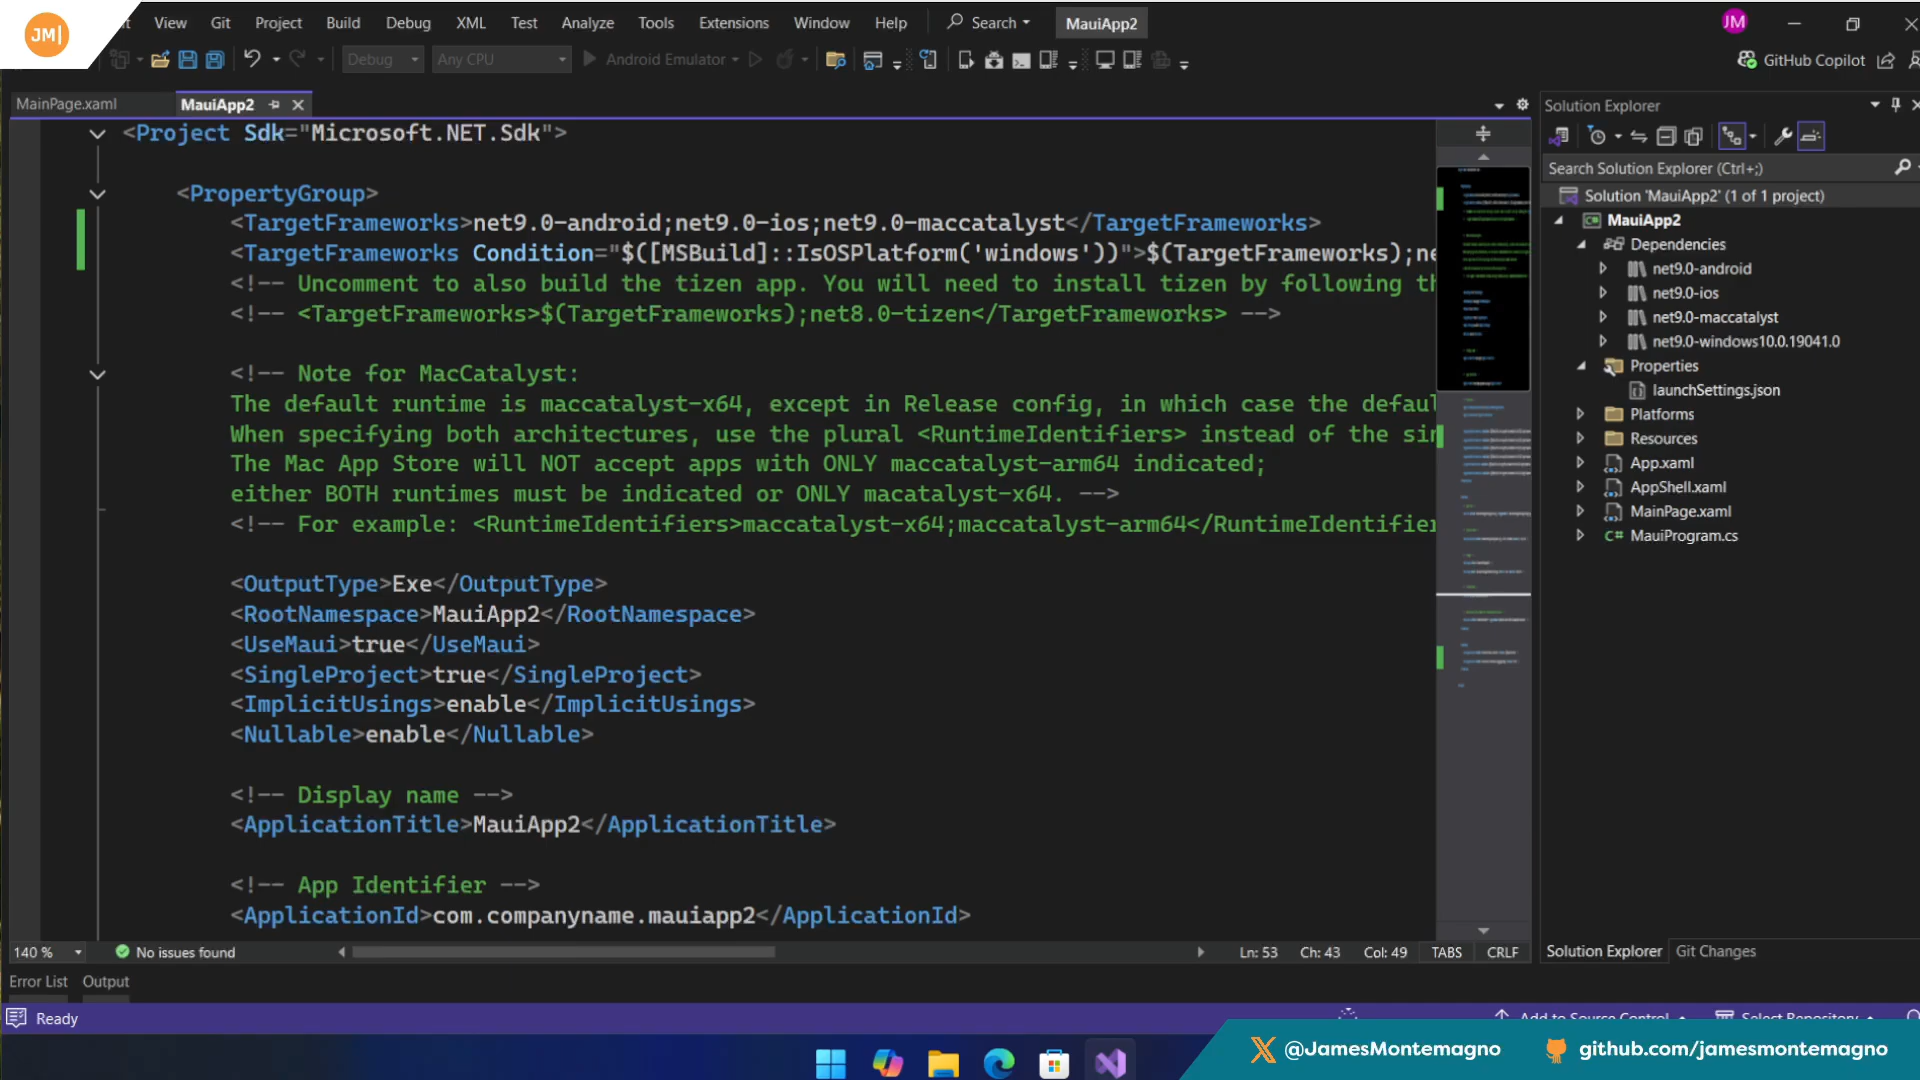 JM|
View Git Project Build Debug XML Test Analyze Tools Extensions Window Help Search MauiApp2 JM
Debug Any CPU Android Emulator GitHub Copilot
MainPage.xaml MauiApp2
<Project Sdk="Microsoft.NET.Sdk">
<PropertyGroup>
<TargetFrameworks>net9.0-android;net9.0-ios;net9.0-maccatalyst</TargetFrameworks>
<TargetFrameworks Condition="$([MSBuild]::IsOSPlatform('windows'))">$(TargetFrameworks);ne
<!-- Uncomment to also build the tizen app. You will need to install tizen by following th
<!-- <TargetFrameworks>$(TargetFrameworks);net8.0-tizen</TargetFrameworks> -->
<!-- Note for MacCatalyst:
The default runtime is maccatalyst-x64, except in Release config, in which case the defaul
When specifying both architectures, use the plural <RuntimeIdentifiers> instead of the sin
The Mac App Store will NOT accept apps with ONLY maccatalyst-arm64 indicated;
either BOTH runtimes must be indicated or ONLY macatalyst-x64. -->
<!-- For example: <RuntimeIdentifiers>maccatalyst-x64;maccatalyst-arm64</RuntimeIdentifier
<OutputType>Exe</OutputType>
<RootNamespace>MauiApp2</RootNamespace>
<UseMaui>true</UseMaui>
<SingleProject>true</SingleProject>
<ImplicitUsings>enable</ImplicitUsings>
<Nullable>enable</Nullable>
<!-- Display name -->
<ApplicationTitle>MauiApp2</ApplicationTitle>
<!-- App Identifier -->
<ApplicationId>com.companyname.mauiapp2</ApplicationId>
140 % No issues found Ln: 53 Ch: 43 Col: 49 TABS CRLF
Error List Output
Solution Explorer
Search Solution Explorer (Ctrl+;)
Solution 'MauiApp2' (1 of 1 project)
MauiApp2
Dependencies
net9.0-android
net9.0-ios
net9.0-maccatalyst
net9.0-windows10.0.19041.0
Properties
launchSettings.json
Platforms
Resources
App.xaml
AppShell.xaml
MainPage.xaml
C# MauiProgram.cs
Solution Explorer Git Changes
Ready Add to Source Control Select Repository
@JamesMontemagno github.com/jamesmontemagno